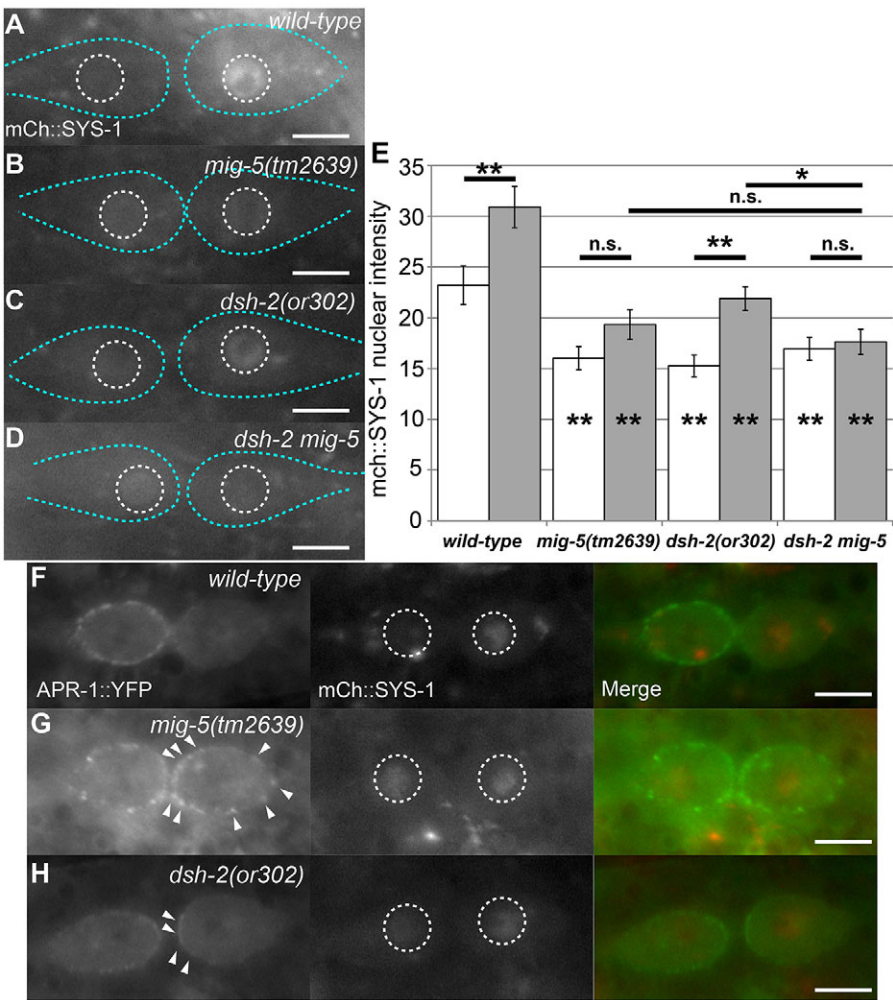 A
wild-type
mCh::SYS-1
B
mig-5(tm2639)
C
dsh-2(or302)
D
dsh-2 mig-5
E
mch::SYS-1 nuclear intensity
35
30
25
20
15
10
5
0
**
n.s.
**
*
n.s.
n.s.
** ** ** ** ** **
wild-type mig-5(tm2639) dsh-2(or302) dsh-2 mig-5
F
wild-type
APR-1::YFP mCh::SYS-1 Merge
G
mig-5(tm2639)
H
dsh-2(or302)